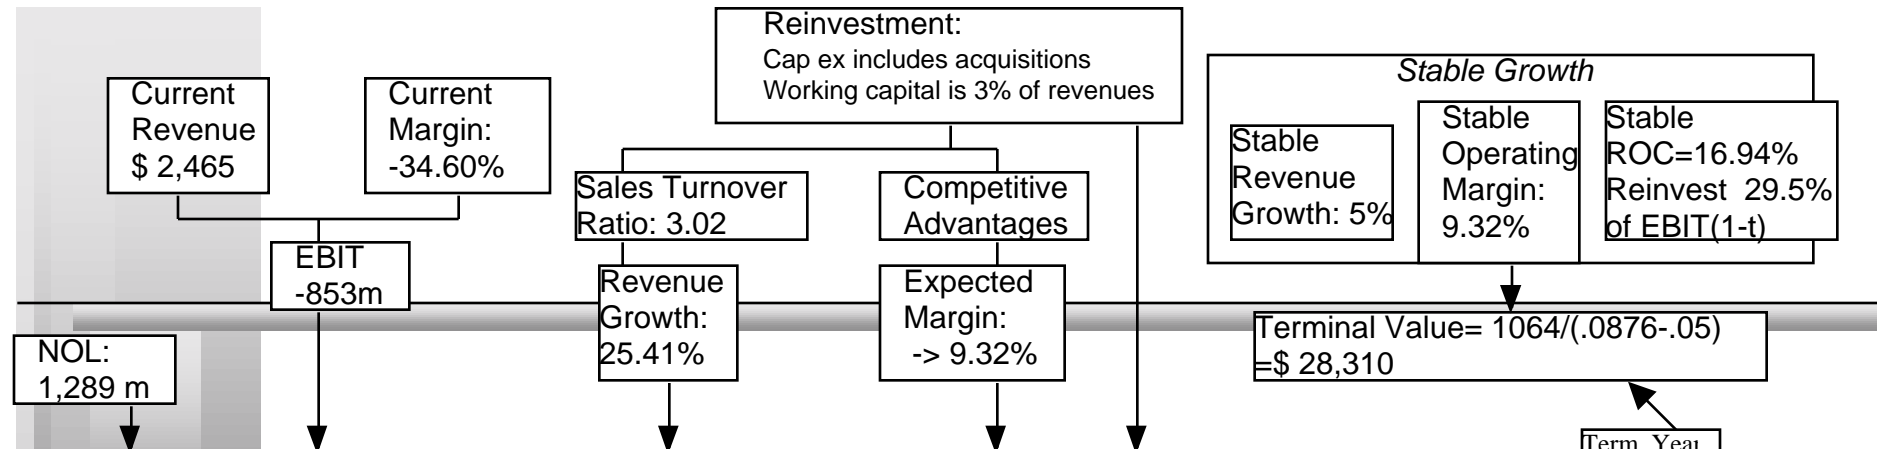 Reinvestment:
Cap ex includes acquisitions
Working capital is 3% of revenues
Stable Growth
Current
Revenue
$ 2,465
Current
Margin:
-34.60%
Stable
Revenue
Growth: 5%
Stable
Operating
Margin:
9.32%
Stable
ROC=16.94%
Reinvest 29.5%
of EBIT(1-t)
Sales Turnover
Ratio: 3.02
Competitive
Advantages
EBIT
-853m
Revenue
Growth:
25.41%
Expected
Margin:
-> 9.32%
NOL:
1,289 m
Terminal Value= 1064/(.0876-.05)
=$ 28,310
Term. Year